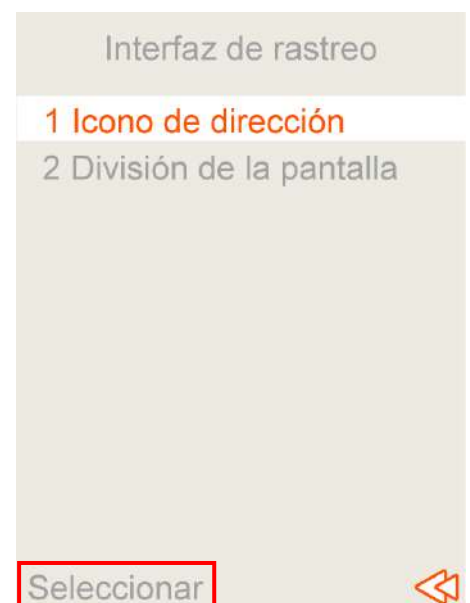 Interfaz de rastreo
1 Icono de dirección
2 División de la pantalla
Seleccionar